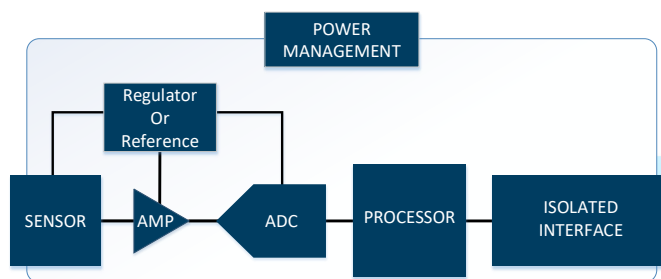 POWER
MANAGEMENT
Regulator
Or
Reference
SENSOR
AMP
ADC
PROCESSOR
ISOLATED
INTERFACE